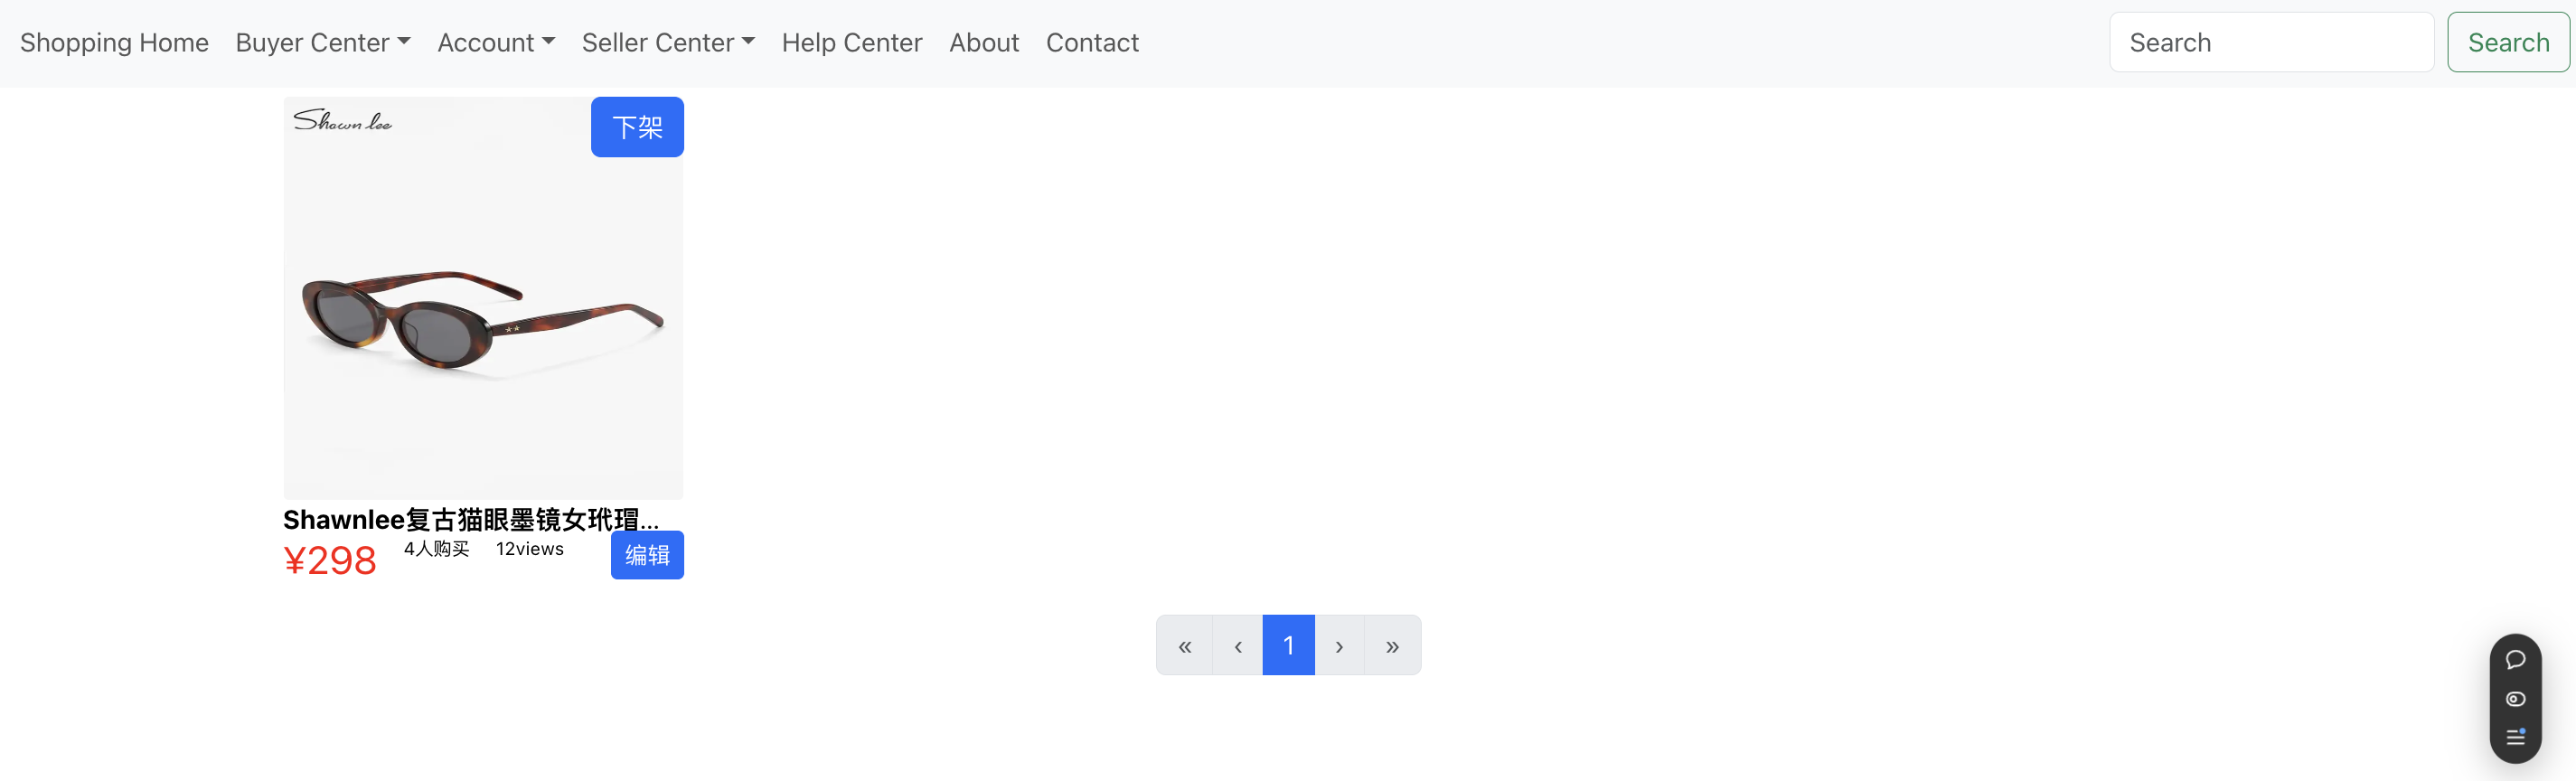 Shopping Home Buyer Center Account Seller Center Help Center About Contact Search Search
Shawn lee
下架
Shawnlee复古猫眼墨镜女玳瑁...
¥298 4人购买 12views 编辑
« ‹ 1 › »